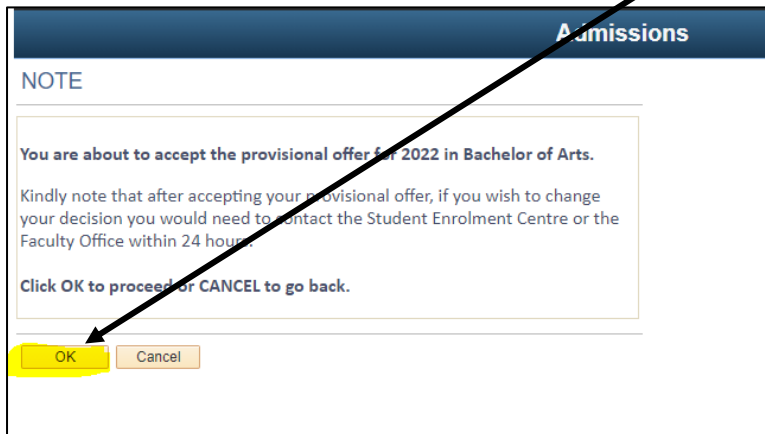 Admissions
NOTE
You are about to accept the provisional offer for 2022 in Bachelor of Arts.
Kindly note that after accepting your provisional offer, if you wish to change
your decision you would need to contact the Student Enrolment Centre or the
Faculty Office within 24 hours.
Click OK to proceed or CANCEL to go back.
OK Cancel